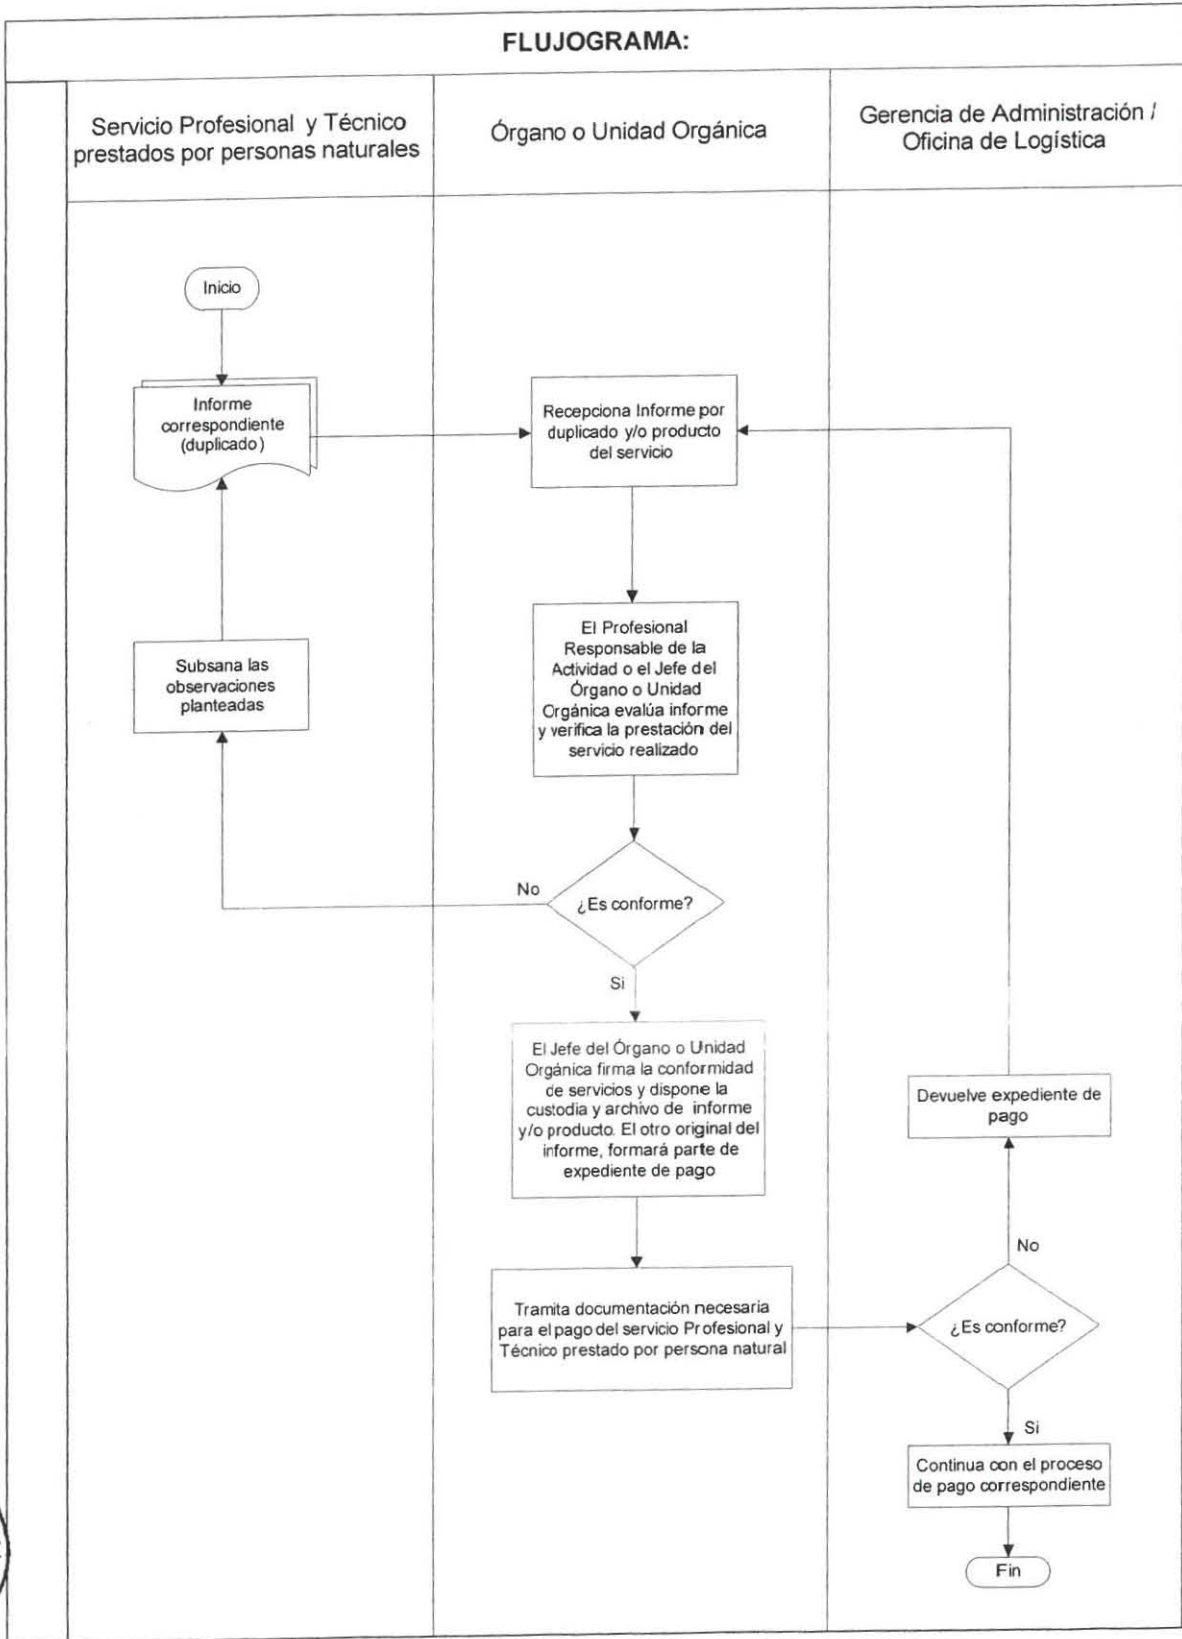 FLUJOGRAMA:
Servicio Profesional y Técnico
prestados por personas naturales
Órgano o Unidad Orgánica
Gerencia de Administración /
Oficina de Logística
Inicio
Informe
correspondiente
(duplicado)
Recepciona Informe por
duplicado y/o producto
del servicio
El Profesional
Responsable de la
Actividad o el Jefe del
Órgano o Unidad
Orgánica evalúa informe
y verifica la prestación del
servicio realizado
Subsana las
observaciones
planteadas
No
¿Es conforme?
Si
El Jefe del Órgano o Unidad
Orgánica firma la conformidad
de servicios y dispone la
custodia y archivo de informe
y/o producto. El otro original del
informe, formará parte de
expediente de pago
Devuelve expediente de
pago
No
Tramita documentación necesaria
para el pago del servicio Profesional y
Técnico prestado por persona natural
¿Es conforme?
Si
Continua con el proceso
de pago correspondiente
Fin